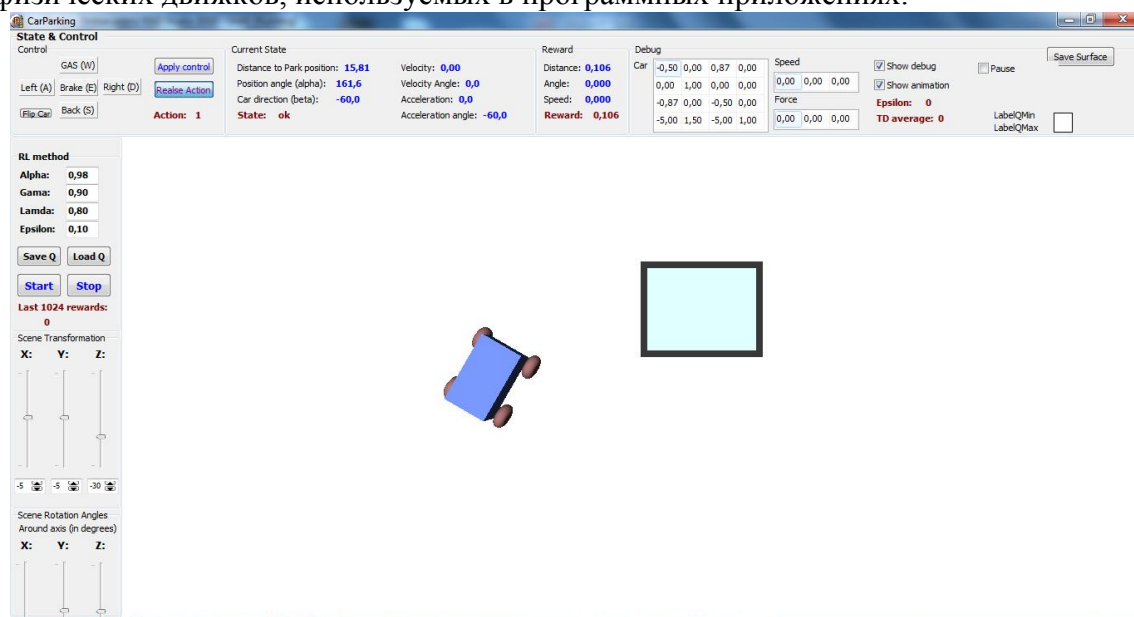 физических движков, используемых в программных приложениях.
CarParking
State & Control
Control
GAS (W)
Left (A) Brake (E) Right (D)
Flip Car Back (S)
Apply control
Realse Action
Action: 1
Current State
Distance to Park position: 15,81 Velocity: 0,00
Position angle (alpha): 161,6 Velocity Angle: 0,0
Car direction (beta): -60,0 Acceleration: 0,0
State: ok Acceleration angle: -60,0
Reward
Distance: 0,106
Angle: 0,000
Speed: 0,000
Reward: 0,106
Debug
Car -0,50 0,00 0,87 0,00
0,00 1,00 0,00 0,00
-0,87 0,00 -0,50 0,00
-5,00 1,50 -5,00 1,00
Speed
0,00 0,00 0,00
Force
0,00 0,00 0,00
Show debug
Show animation
Epsilon: 0
TD average: 0
Pause
LabelQMin
LabelQMax
Save Surface
RL method
Alpha: 0,98
Gama: 0,90
Lamda: 0,80
Epsilon: 0,10
Save Q Load Q
Start Stop
Last 1024 rewards:
0
Scene Transformation
X: Y: Z:
-5 -5 -30
Scene Rotation Angles
Around axis (in degrees)
X: Y: Z: